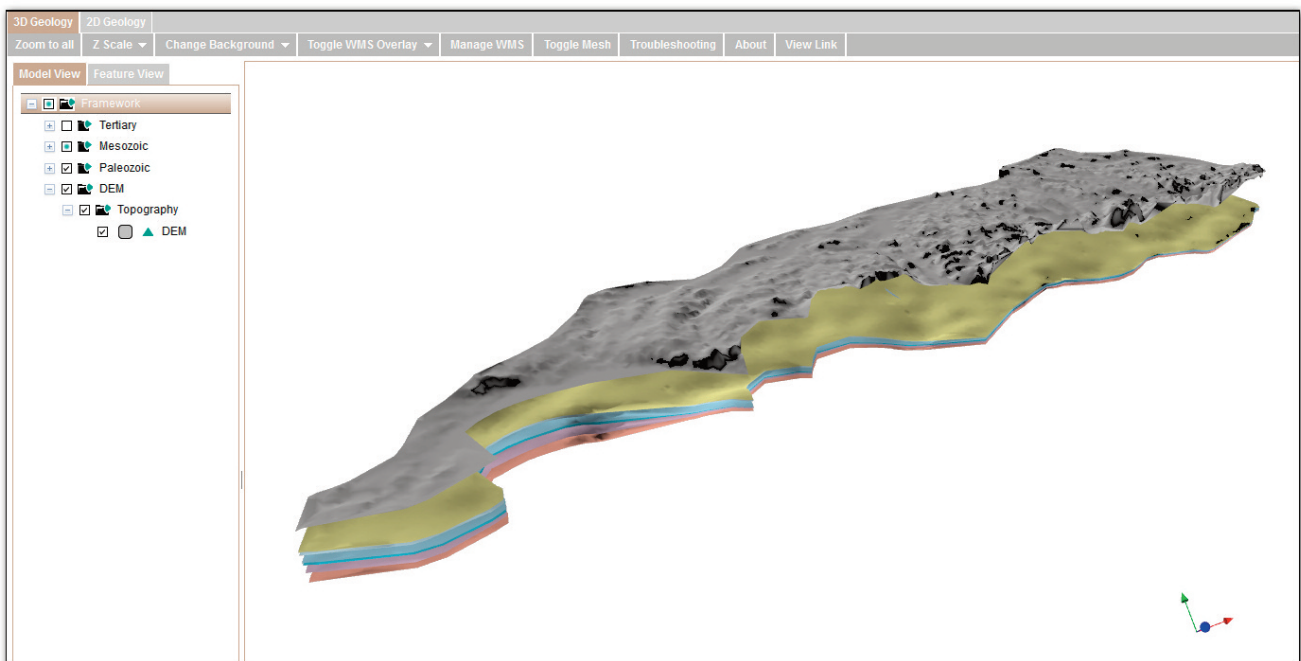 3D Geology 2D Geology
Zoom to all Z Scale Change Background Toggle WMS Overlay Manage WMS Toggle Mesh Troubleshooting About View Link
Model View Feature View
Framework
Tertiary
Mesozoic
Paleozoic
DEM
Topography
DEM